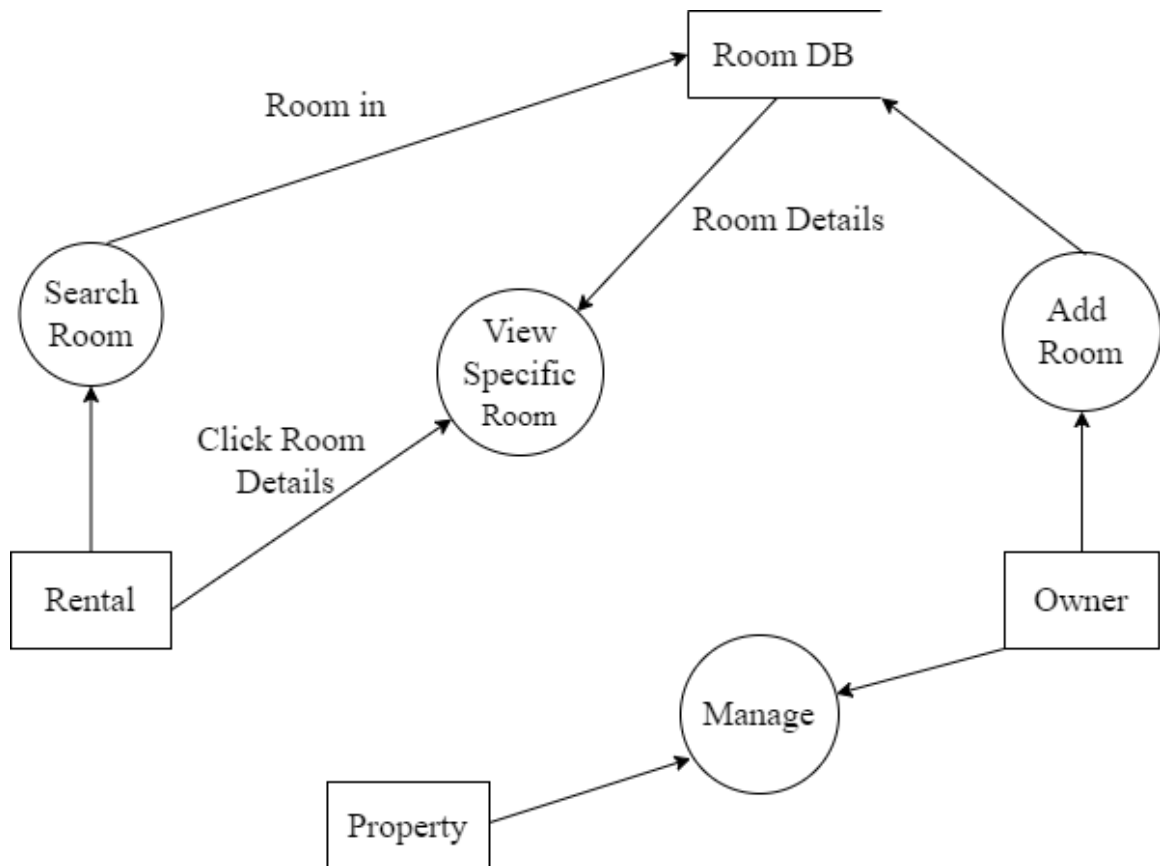 Room DB
Room in
Room Details
Search
Room
View
Specific
Room
Add
Room
Click Room
Details
Rental
Owner
Manage
Property